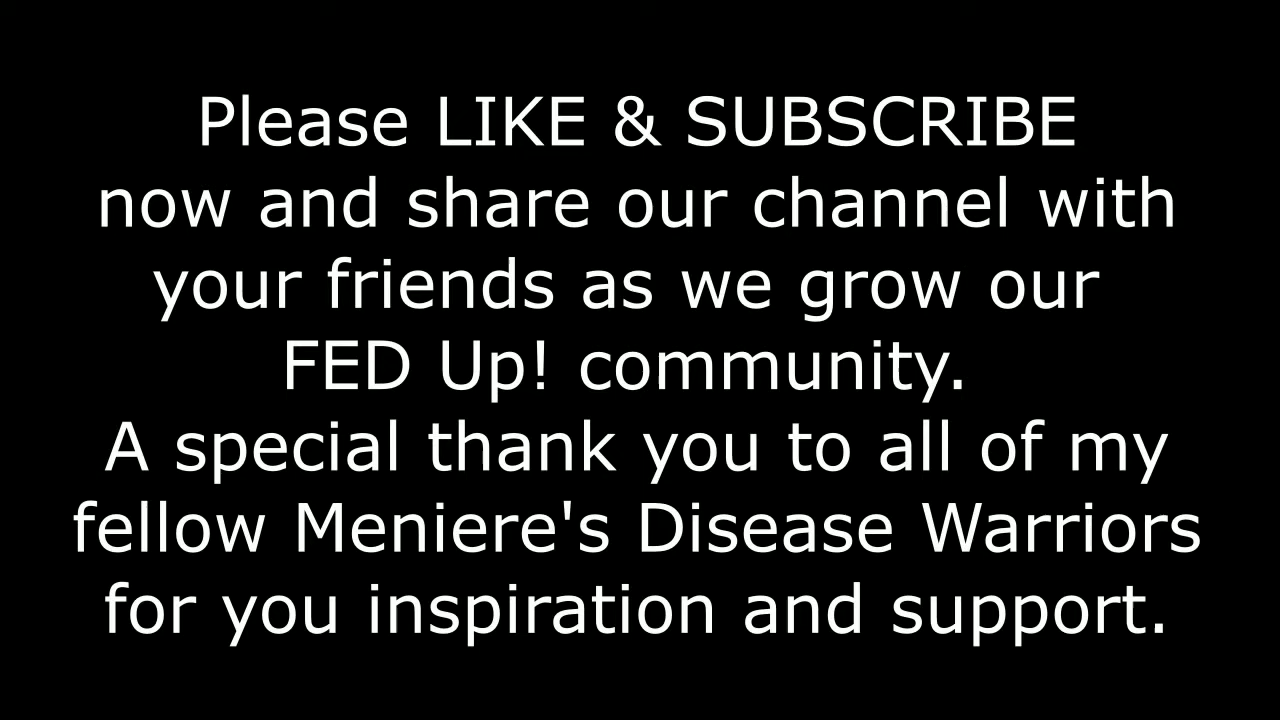 Please LIKE & SUBSCRIBE
now and share our channel with
your friends as we grow our
FED Up! community.
A special thank you to all of my
fellow Meniere's Disease Warriors
for you inspiration and support.